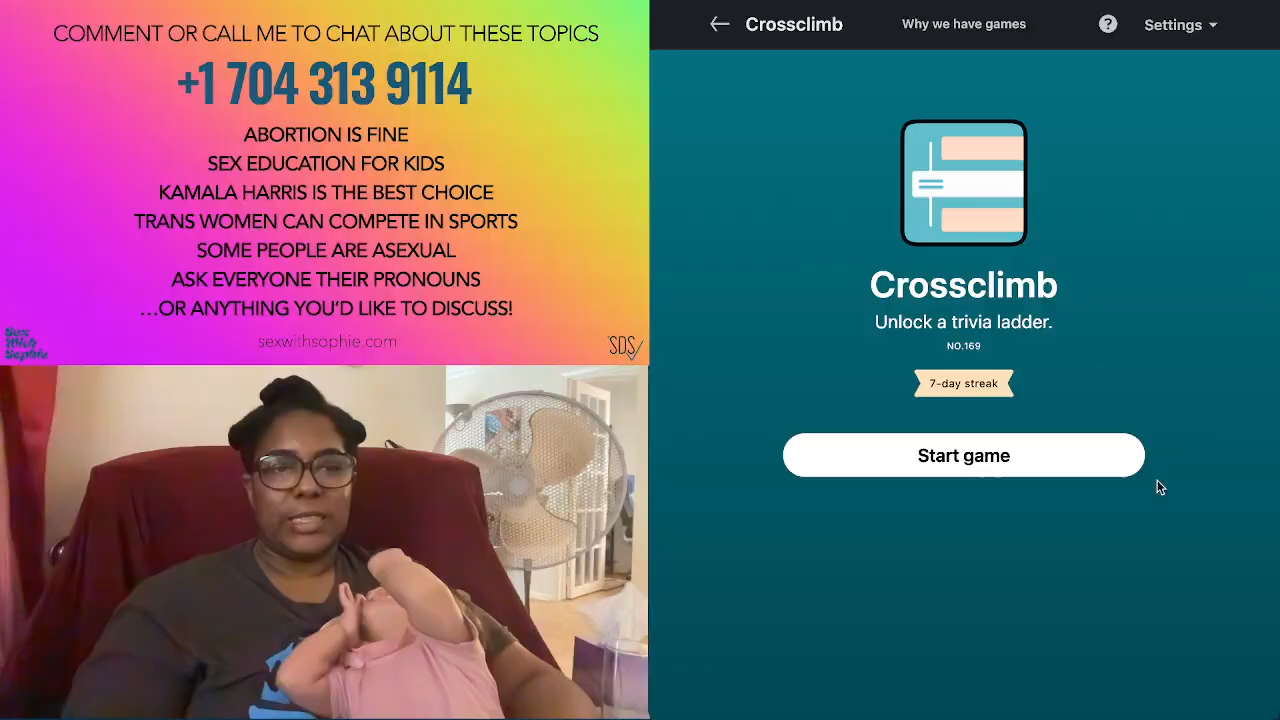 COMMENT OR CALL ME TO CHAT ABOUT THESE TOPICS
+1 704 313 9114
ABORTION IS FINE
SEX EDUCATION FOR KIDS
KAMALA HARRIS IS THE BEST CHOICE
TRANS WOMEN CAN COMPETE IN SPORTS
SOME PEOPLE ARE ASEXUAL
ASK EVERYONE THEIR PRONOUNS
...OR ANYTHING YOU'D LIKE TO DISCUSS!
sexwithsophie.com
Sex
With
Sophie
SDS
Crossclimb
Why we have games
?
Settings
Crossclimb
Unlock a trivia ladder.
NO.169
7-day streak
Start game